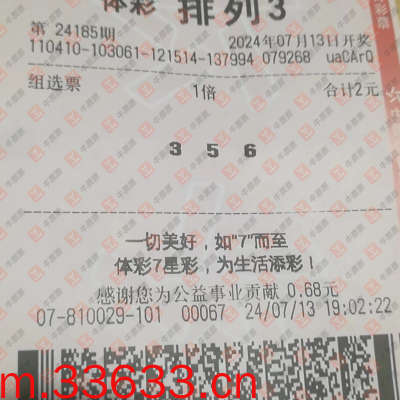 体彩 排列3
第 24185期 2024年07月13日开奖
110410-103061-121514-137994 079268 uaCArQ
组选票 1倍 合计2元
3 5 6
一切美好，如"7"而至
体彩7星彩，为生活添彩！
感谢您为公益事业贡献 0.68元
07-810029-101 00067 24/07/13 19:02:22
m.33633.cn
彩票